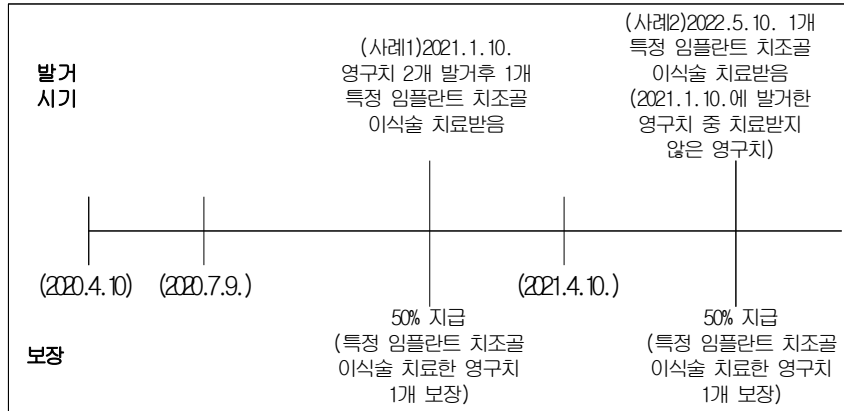 발거
시기
(사례1)2021.1.10.
영구치 2개 발거후 1개
특정 임플란트 치조골
이식술 치료받음
(사례2)2022.5.10. 1개
특정 임플란트 치조골
이식술 치료받음
(2021.1.10.에 발거한
영구치 중 치료받지
않은 영구치)
(2020.4.10)
(2020.7.9.)
(2021.4.10.)
보장
50% 지급
(특정 임플란트 치조골
이식술 치료한 영구치
1개 보장)
50% 지급
(특정 임플란트 치조골
이식술 치료한 영구치
1개 보장)